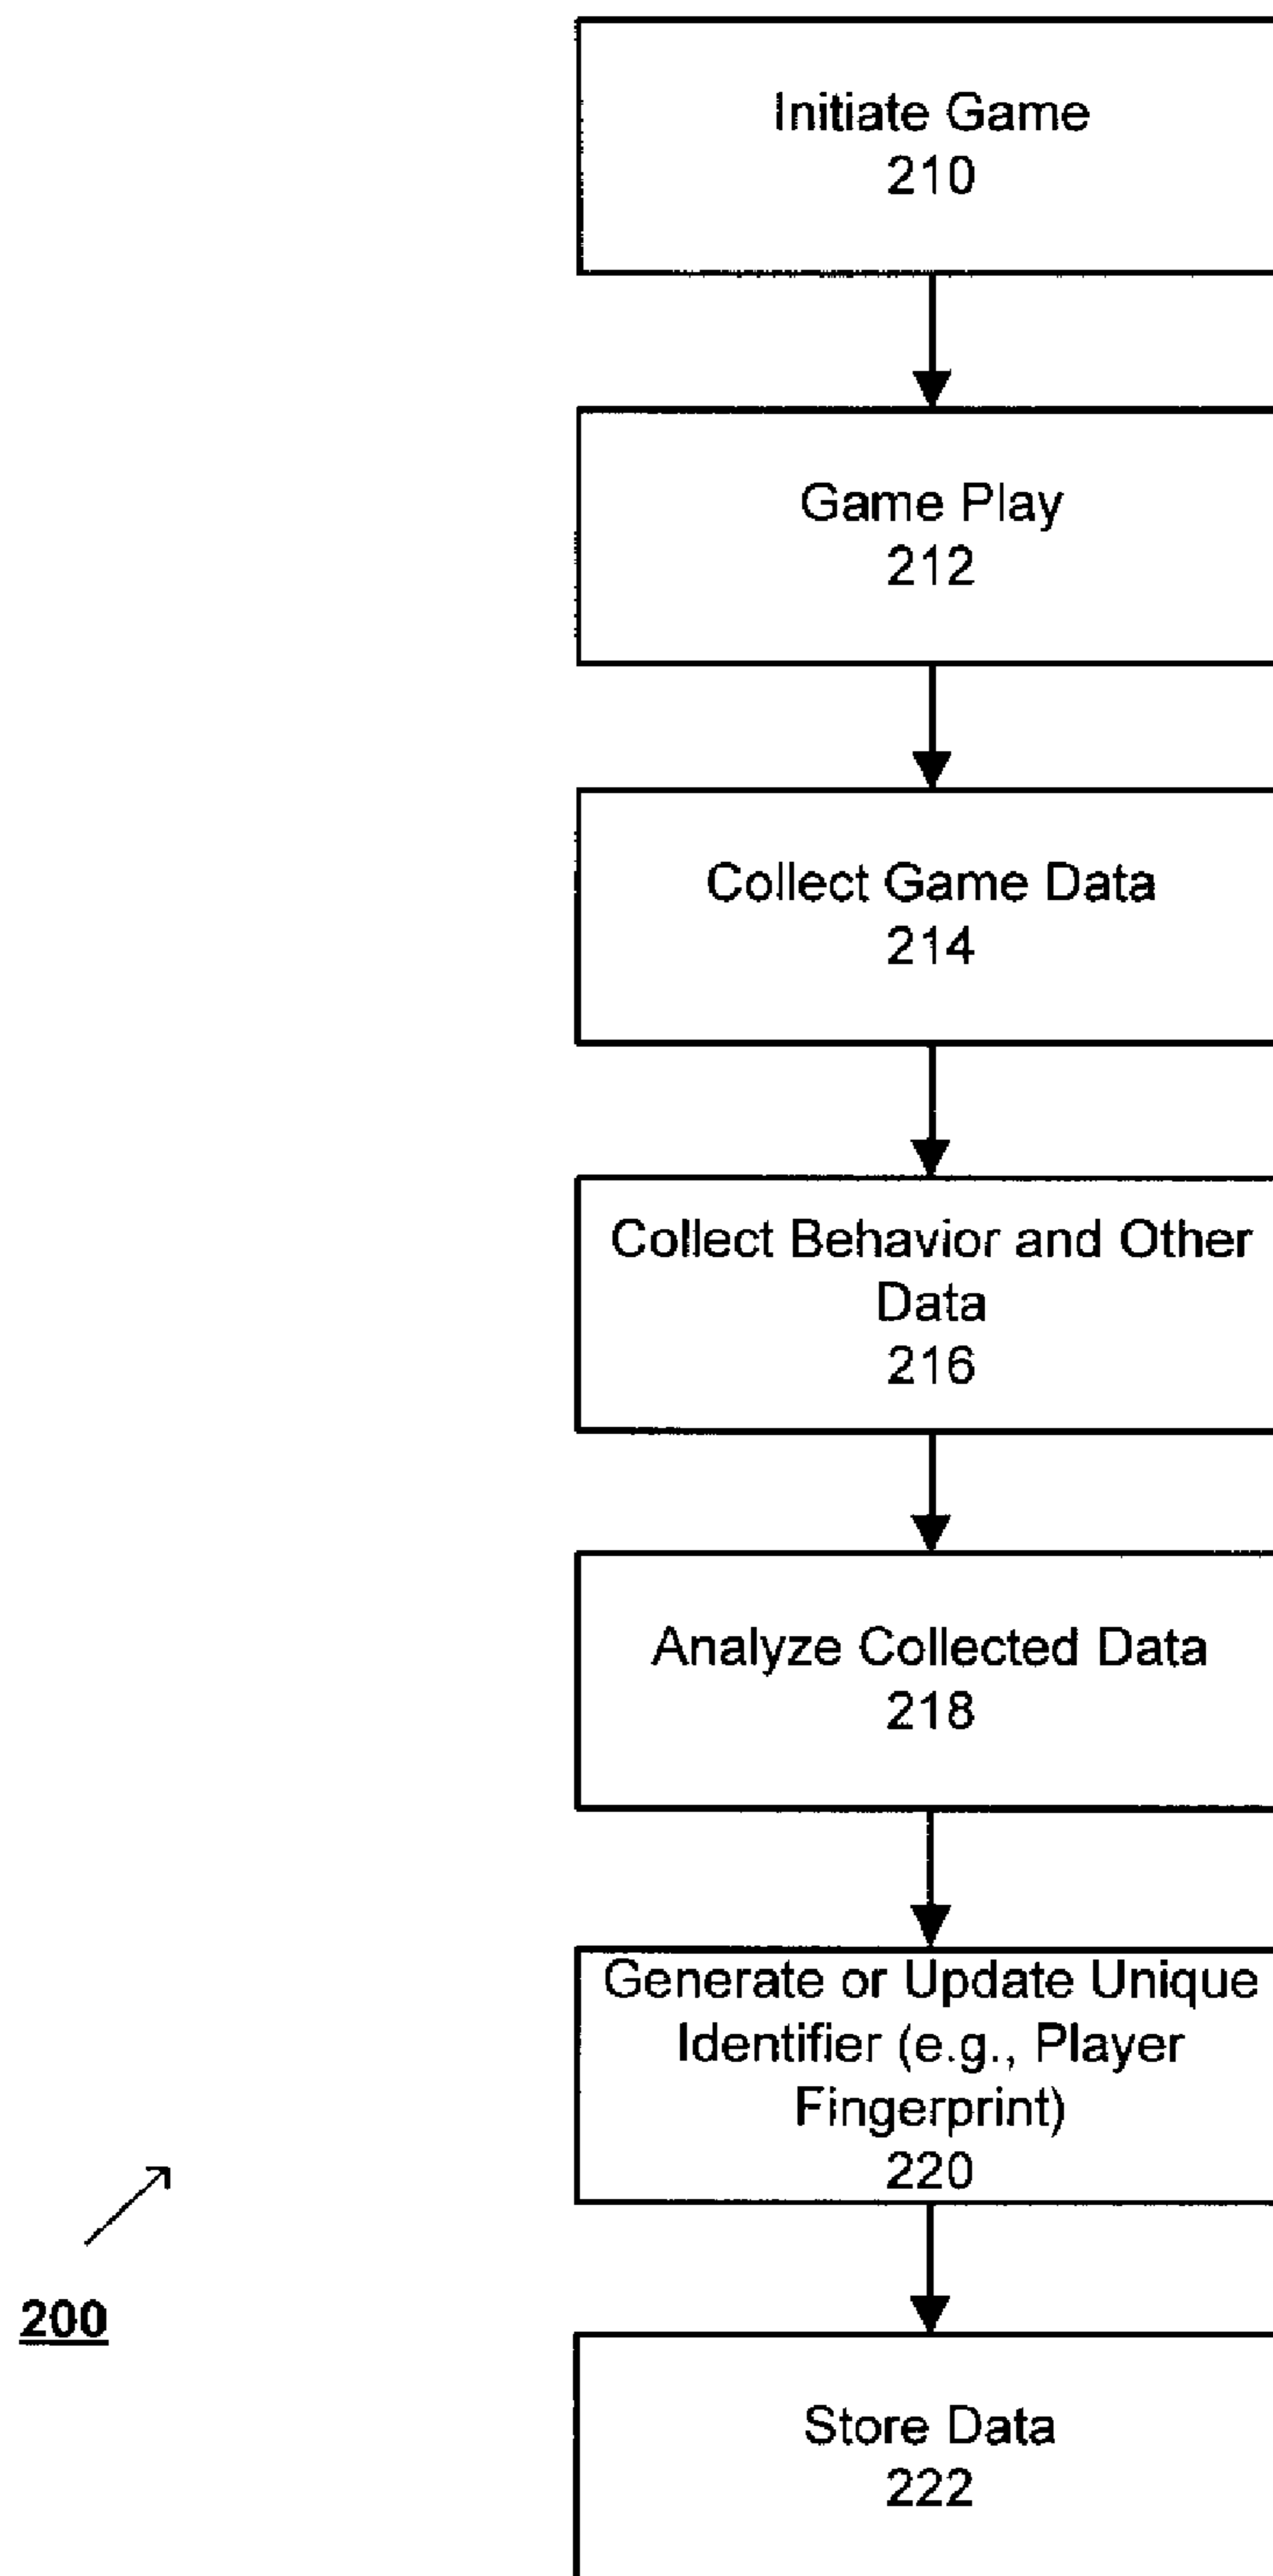 Initiate Game
210
Game Play
212
Collect Game Data
214
Collect Behavior and Other
Data
216
Analyze Collected Data
218
Generate or Update Unique
Identifier (e.g., Player
Fingerprint)
220
200
Store Data
222